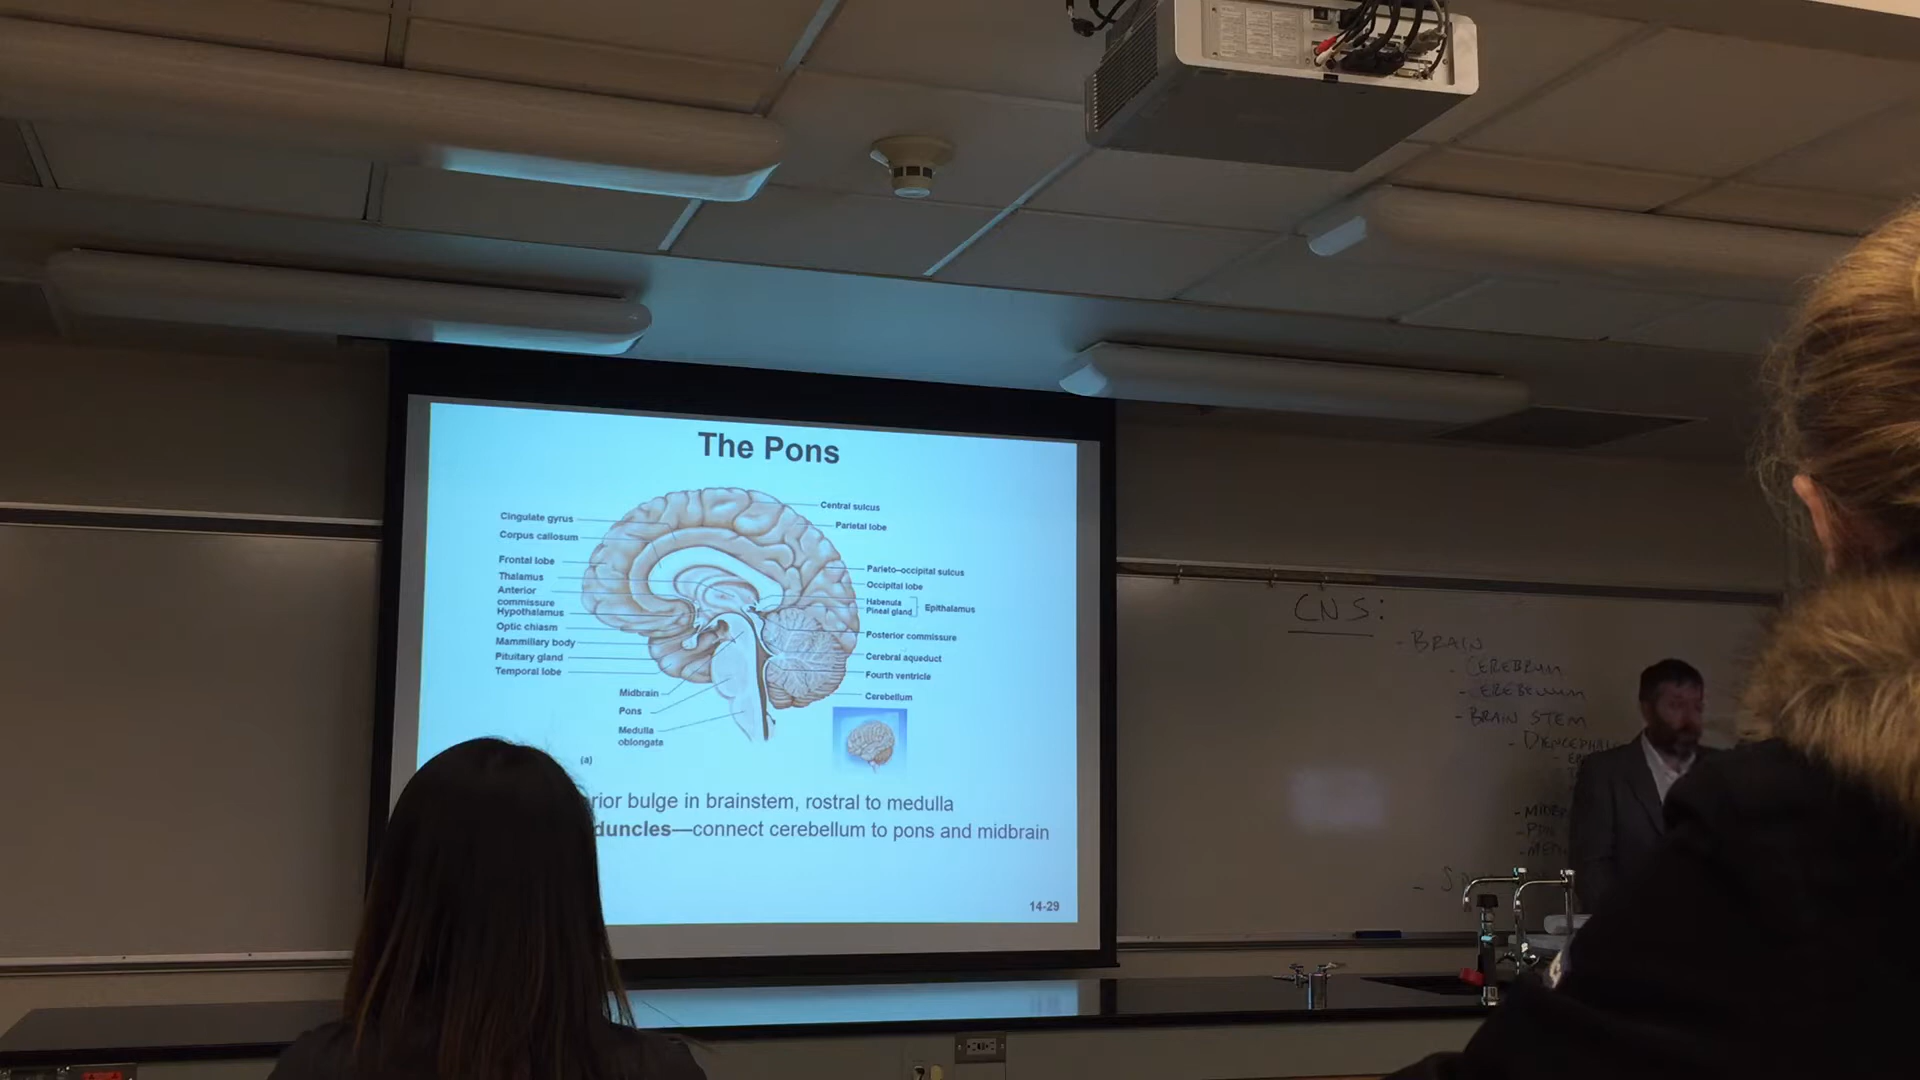 The Pons
Cingulate gyrus
Corpus callosum
Frontal lobe
Thalamus
Anterior
commissure
Hypothalamus
Optic chiasm
Mammillary body
Pituitary gland
Temporal lobe
Midbrain
Pons
Medulla
oblongata
(a)
Central sulcus
Parietal lobe
Parieto–occipital sulcus
Occipital lobe
Habenula
Pineal gland
Epithalamus
Posterior commissure
Cerebral aqueduct
Fourth ventricle
Cerebellum
rior bulge in brainstem, rostral to medulla
duncles—connect cerebellum to pons and midbrain
14-29
CNS:
- BRAIN
- CEREBRUM
- CEREBELLUM
- BRAIN STEM
- DIENCEPH
- MIDB